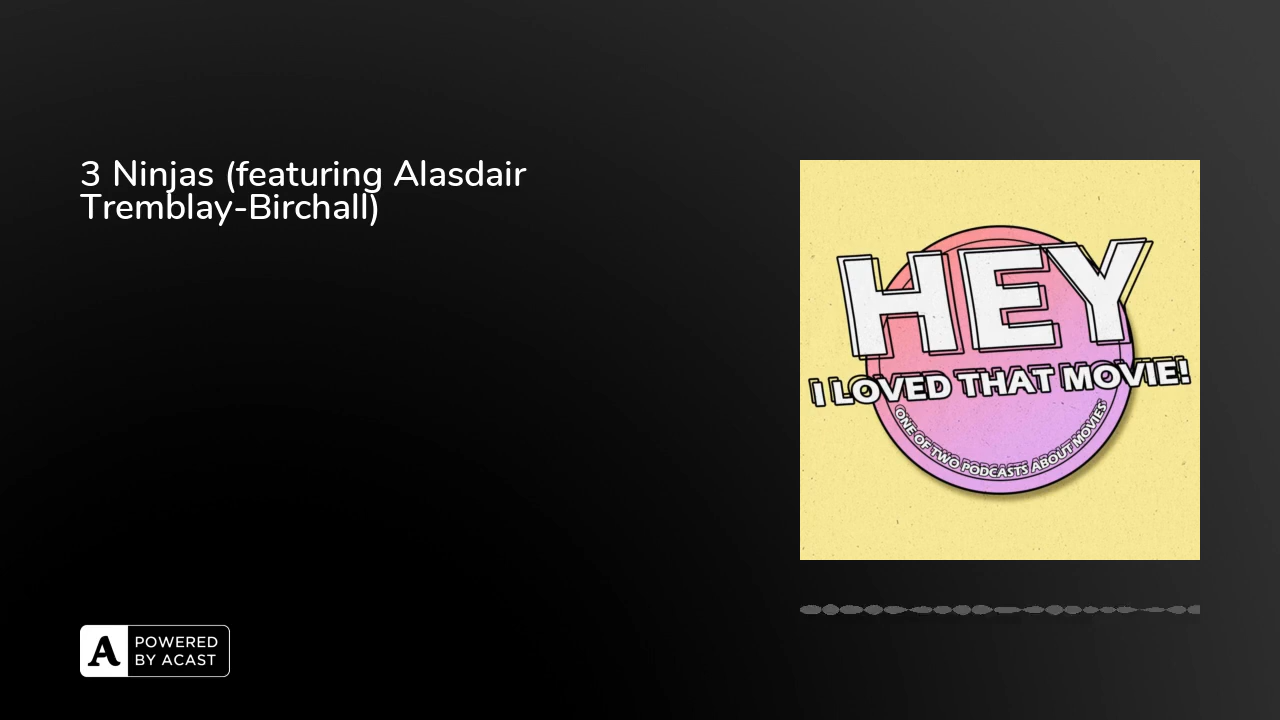 3 Ninjas (featuring Alasdair
Tremblay-Birchall)
HEY
I LOVED THAT MOVIE!
ONE OF TWO PODCASTS ABOUT MOVIES
A
POWERED
BY ACAST